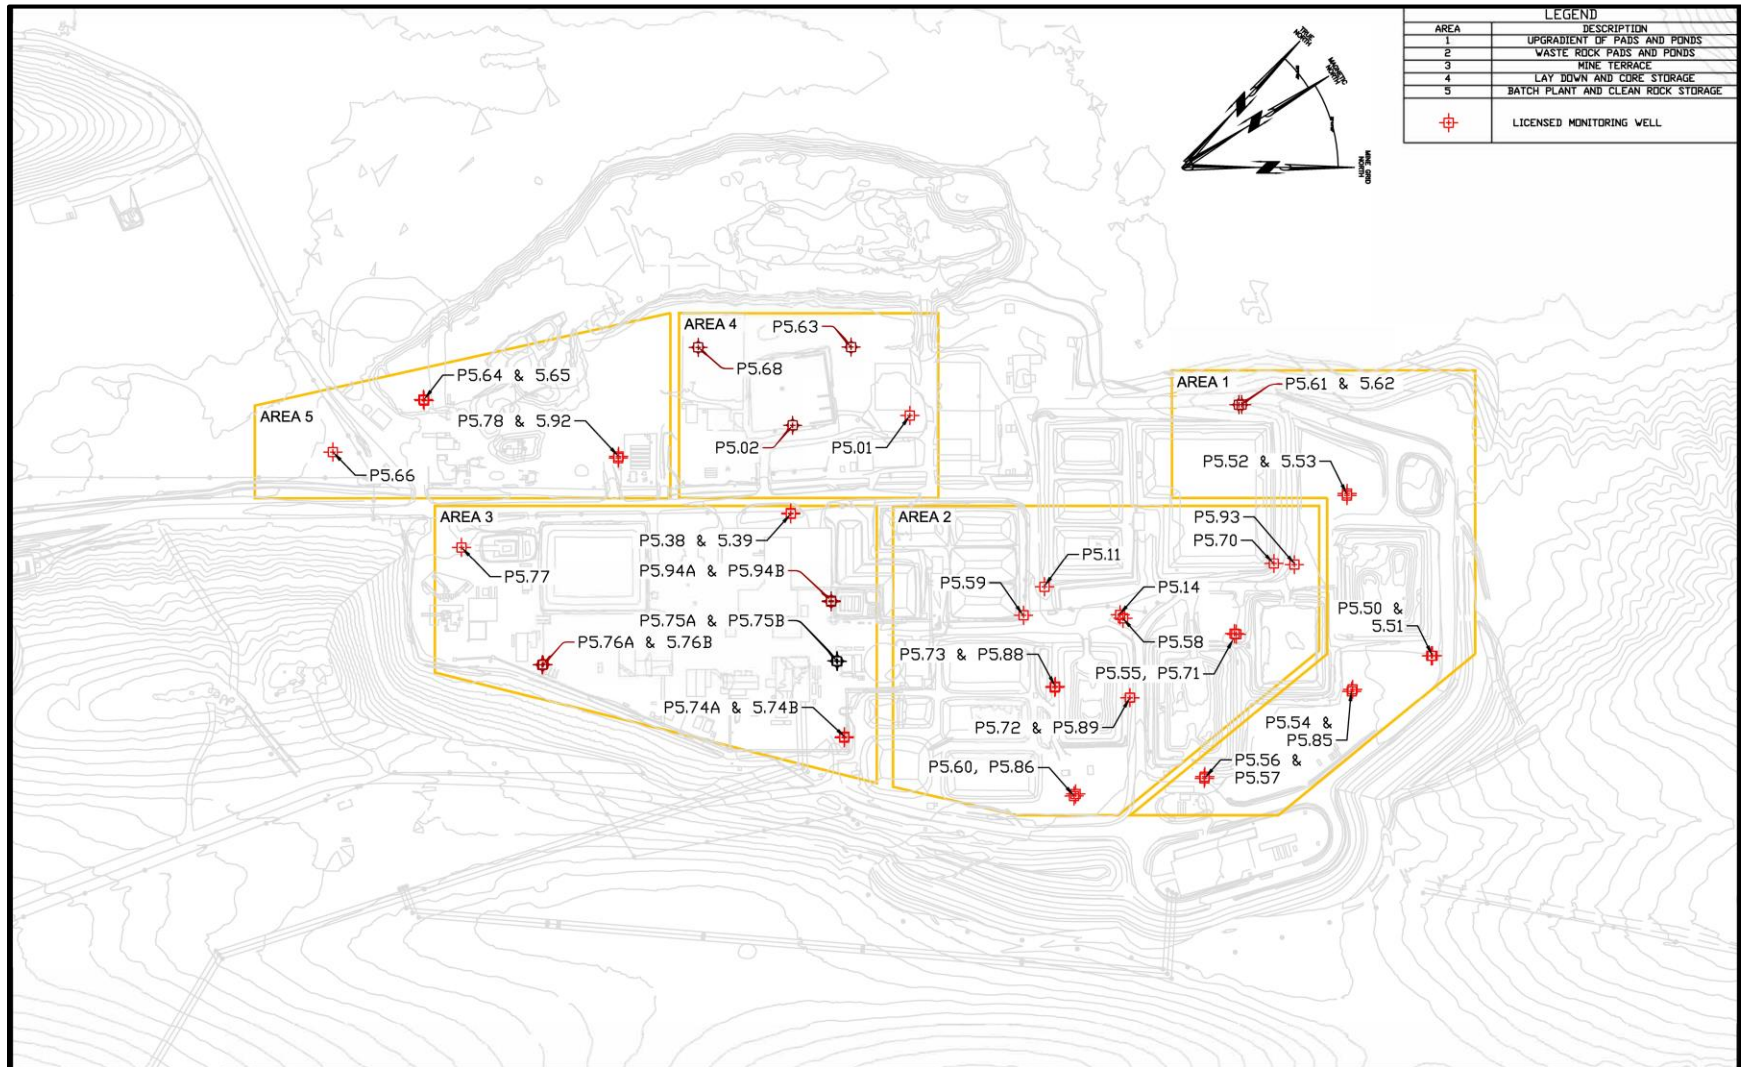 LEGEND
AREA DESCRIPTION
1 UPGRADIENT OF PADS AND PONDS
2 WASTE ROCK PADS AND PONDS
3 MINE TERRACE
4 LAY DOWN AND CORE STORAGE
5 BATCH PLANT AND CLEAN ROCK STORAGE
LICENSED MONITORING WELL
TRUE
NORTH
MAGNETIC
NORTH
MINE GRID
NORTH
AREA 4
P5.63
P5.68
P5.02
P5.01
P5.64 & 5.65
AREA 5
P5.78 & 5.92
P5.66
AREA 1
P5.61 & 5.62
P5.52 & 5.53
P5.50 &
5.51
P5.54 &
P5.85
P5.56 &
P5.57
AREA 3
P5.38 & 5.39
P5.77
P5.94A & P5.94B
P5.75A & P5.75B
P5.76A & 5.76B
P5.74A & 5.74B
AREA 2
P5.93
P5.70
P5.11
P5.59
P5.14
P5.58
P5.73 & P5.88
P5.55, P5.71
P5.72 & P5.89
P5.60, P5.86